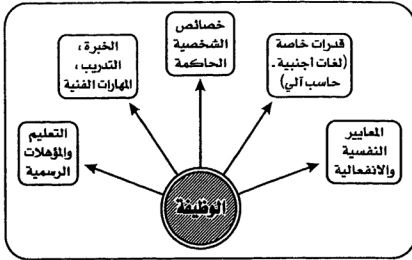 خصائص
الشخصية
الحاكمة
قدرات خاصة
(لغات أجنبية -
حاسب آلي)
الخبرة ،
التدريب ،
المهارات الفنية
المعايير
النفسية
والانفعالية
التعليم
والمؤهلات
الرسمية
الوظيفة